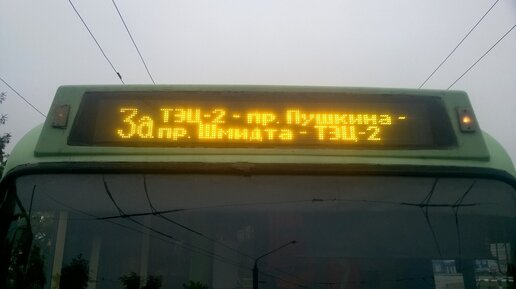 3а
ТЭЦ-2 - пр. Пушкина -
пр. Шмидта - ТЭЦ-2